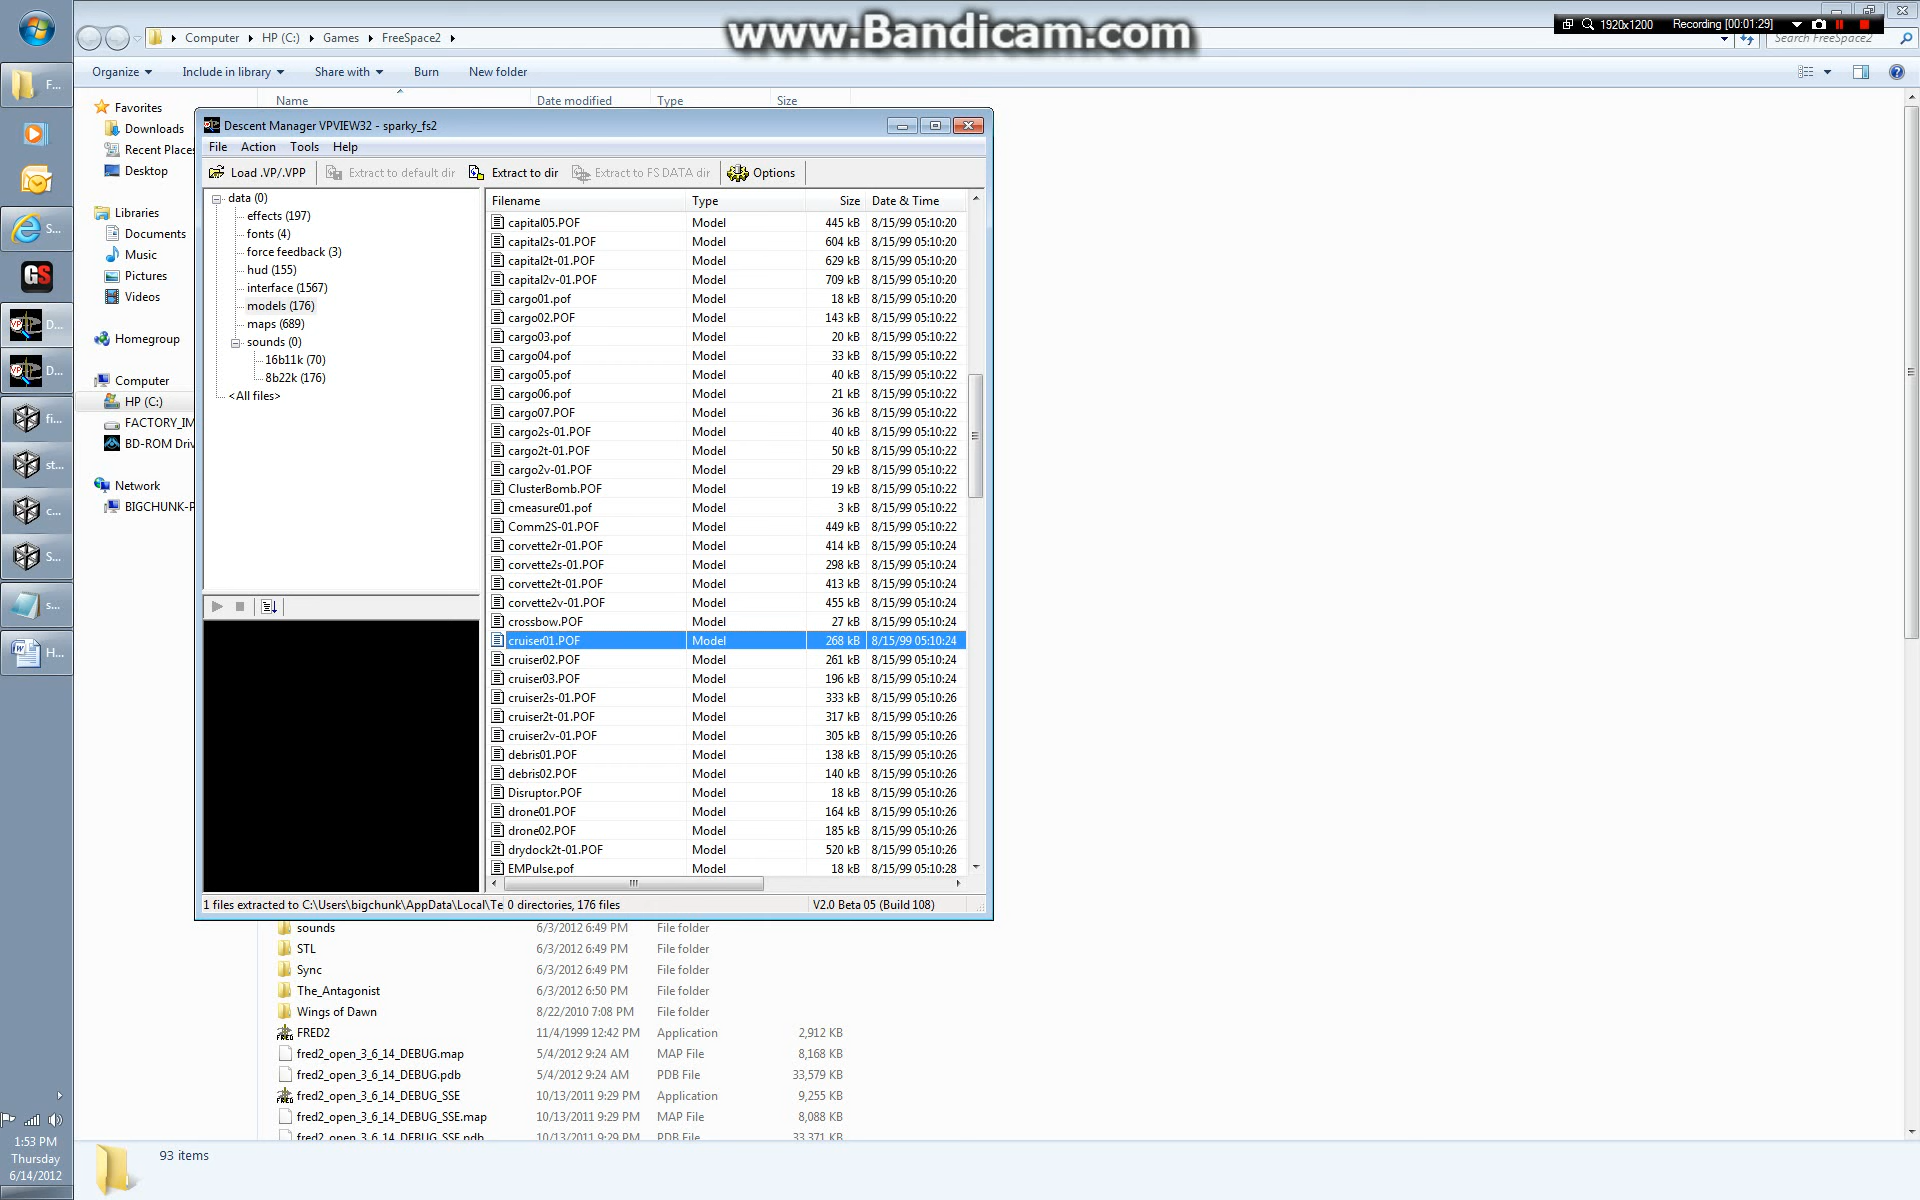 www.Bandicam.com
1920x1200 Recording [00:01:29]
Computer HP (C:) Games FreeSpace2
Search FreeSpace2
Organize Include in library Share with Burn New folder
Name Date modified Type Size
Favorites
Downloads
Recent Places
Desktop
Libraries
Documents
Music
Pictures
Videos
Homegroup
Computer
HP (C:)
FACTORY_IM
BD-ROM Driv
Network
BIGCHUNK-P
F...
S...
GS
D...
D...
fi...
st...
c...
S...
s...
H...
1:53 PM
Thursday
6/14/2012
Descent Manager VPVIEW32 - sparky_fs2
File Action Tools Help
Load .VP/.VPP Extract to default dir Extract to dir Extract to FS DATA dir Options
data (0)
effects (197)
fonts (4)
force feedback (3)
hud (155)
interface (1567)
models (176)
maps (689)
sounds (0)
16b11k (70)
8b22k (176)
<All files>
Filename Type Size Date & Time
capital05.POF Model 445 kB 8/15/99 05:10:20
capital2s-01.POF Model 604 kB 8/15/99 05:10:20
capital2t-01.POF Model 629 kB 8/15/99 05:10:20
capital2v-01.POF Model 709 kB 8/15/99 05:10:20
cargo01.pof Model 18 kB 8/15/99 05:10:20
cargo02.POF Model 143 kB 8/15/99 05:10:22
cargo03.pof Model 20 kB 8/15/99 05:10:22
cargo04.pof Model 33 kB 8/15/99 05:10:22
cargo05.pof Model 40 kB 8/15/99 05:10:22
cargo06.pof Model 21 kB 8/15/99 05:10:22
cargo07.POF Model 36 kB 8/15/99 05:10:22
cargo2s-01.POF Model 40 kB 8/15/99 05:10:22
cargo2t-01.POF Model 50 kB 8/15/99 05:10:22
cargo2v-01.POF Model 29 kB 8/15/99 05:10:22
ClusterBomb.POF Model 19 kB 8/15/99 05:10:22
cmeasure01.pof Model 3 kB 8/15/99 05:10:22
Comm2S-01.POF Model 449 kB 8/15/99 05:10:22
corvette2r-01.POF Model 414 kB 8/15/99 05:10:24
corvette2s-01.POF Model 298 kB 8/15/99 05:10:24
corvette2t-01.POF Model 413 kB 8/15/99 05:10:24
corvette2v-01.POF Model 455 kB 8/15/99 05:10:24
crossbow.POF Model 27 kB 8/15/99 05:10:24
cruiser01.POF Model 268 kB 8/15/99 05:10:24
cruiser02.POF Model 261 kB 8/15/99 05:10:24
cruiser03.POF Model 196 kB 8/15/99 05:10:24
cruiser2s-01.POF Model 333 kB 8/15/99 05:10:26
cruiser2t-01.POF Model 317 kB 8/15/99 05:10:26
cruiser2v-01.POF Model 305 kB 8/15/99 05:10:26
debris01.POF Model 138 kB 8/15/99 05:10:26
debris02.POF Model 140 kB 8/15/99 05:10:26
Disruptor.POF Model 18 kB 8/15/99 05:10:26
drone01.POF Model 164 kB 8/15/99 05:10:26
drone02.POF Model 185 kB 8/15/99 05:10:26
drydock2t-01.POF Model 520 kB 8/15/99 05:10:26
EMPulse.pof Model 18 kB 8/15/99 05:10:28
1 files extracted to C:\Users\bigchunk\AppData\Local\Te 0 directories, 176 files V2.0 Beta 05 (Build 108)
sounds 6/3/2012 6:49 PM File folder
STL 6/3/2012 6:49 PM File folder
Sync 6/3/2012 6:49 PM File folder
The_Antagonist 6/3/2012 6:50 PM File folder
Wings of Dawn 8/22/2010 7:08 PM File folder
FRED2 11/4/1999 12:42 PM Application 2,912 KB
fred2_open_3_6_14_DEBUG.map 5/4/2012 9:24 AM MAP File 8,168 KB
fred2_open_3_6_14_DEBUG.pdb 5/4/2012 9:24 AM PDB File 33,579 KB
fred2_open_3_6_14_DEBUG_SSE 10/13/2011 9:29 PM Application 9,255 KB
fred2_open_3_6_14_DEBUG_SSE.map 10/13/2011 9:29 PM MAP File 8,088 KB
fred2_open_3_6_14_DEBUG_SSE.pdb 10/13/2011 9:29 PM PDB File 33,371 KB
93 items